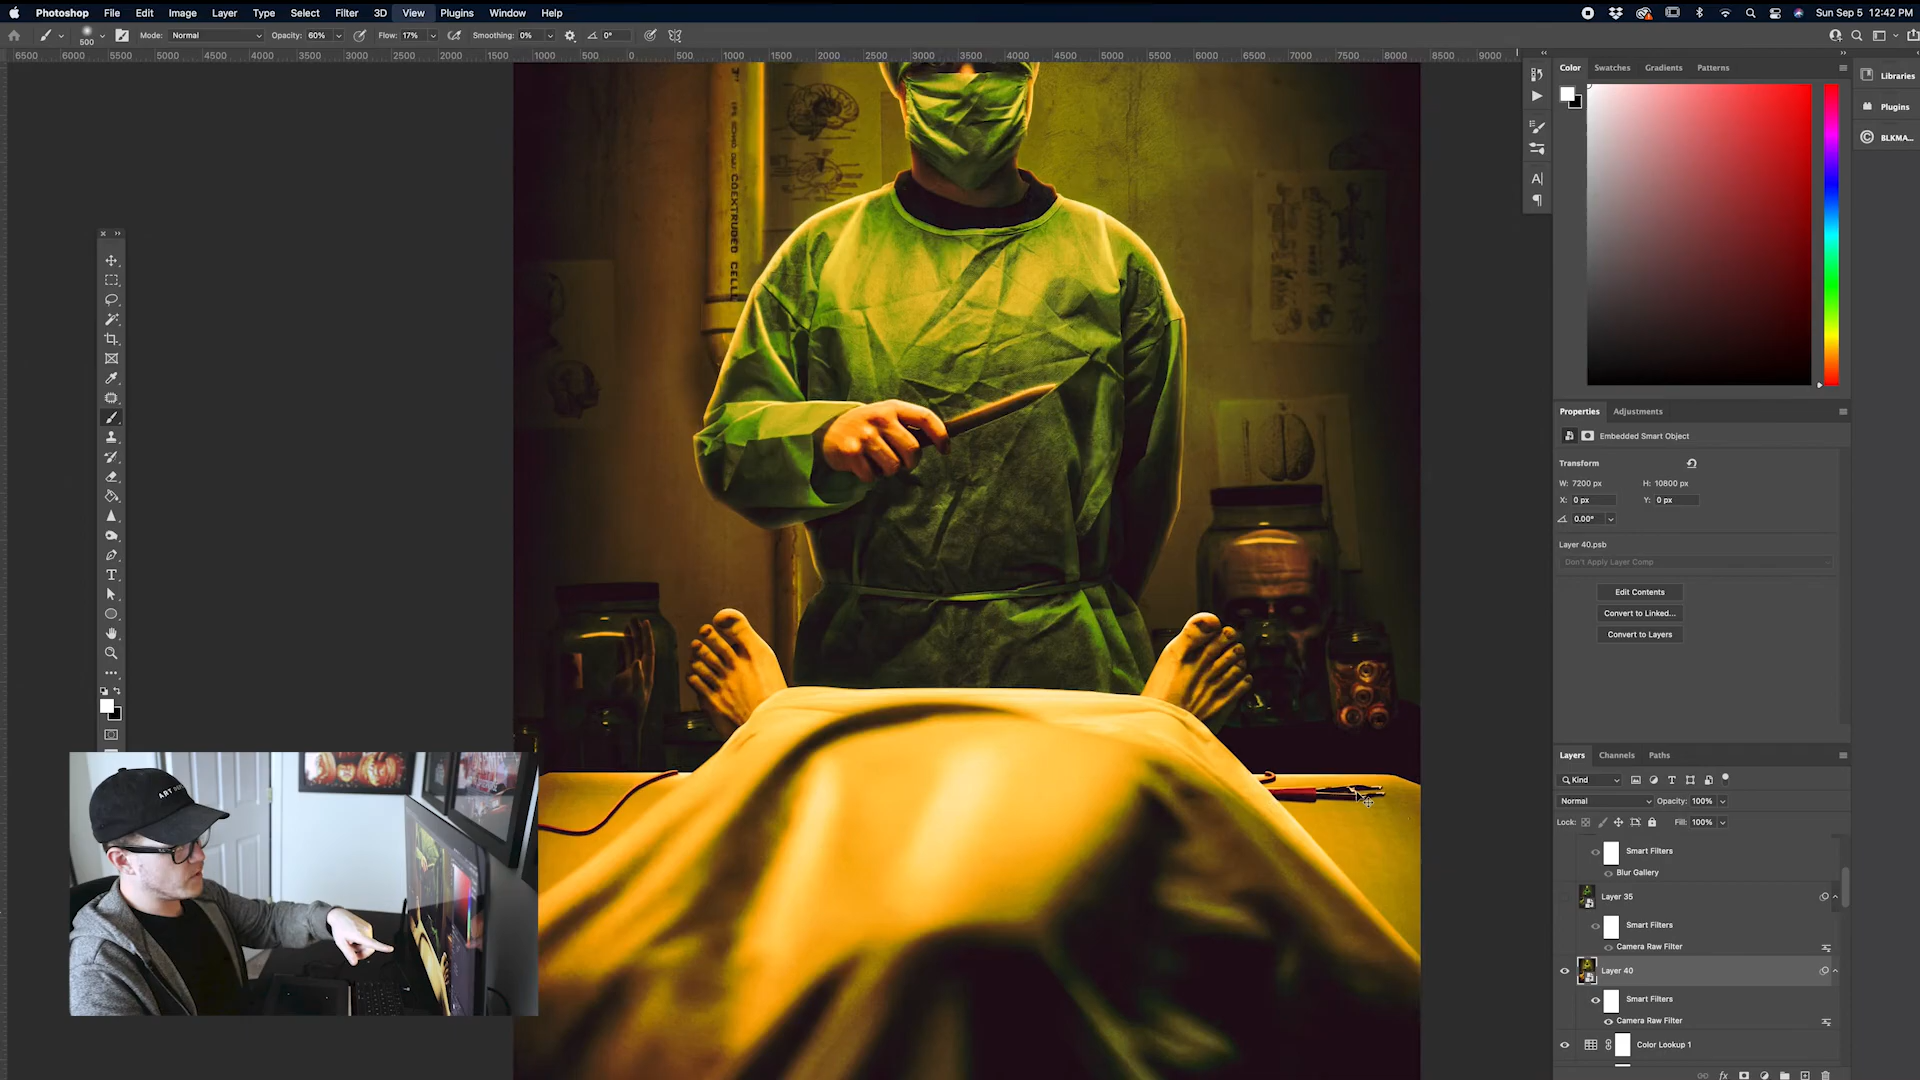 Photoshop File Edit Image Layer Type Select Filter 3D View Plugins Window Help Sun Sep 5 12:42 PM
500 Mode: Normal Opacity: 60% Flow: 17% Smoothing: 0% 0°
6500 6000 5500 5000 4500 4000 3500 3000 2500 2000 1500 1000 500 0 500 1000 1500 2000 2500 3000 3500 4000 4500 5000 5500 6000 6500 7000 7500 8000 8500 9000
Color Swatches Gradients Patterns
Libraries
Plugins
BLKMA...
COEXTRUDED CELL
Properties Adjustments
Embedded Smart Object
Transform
W: 7200 px H: 10800 px
X: 0 px Y: 0 px
0.00°
Layer 40.psb
Don't Apply Layer Comp
Edit Contents
Convert to Linked...
Convert to Layers
Layers Channels Paths
Kind
Normal Opacity: 100%
Lock: Fill: 100%
Smart Filters
Blur Gallery
Layer 35
Smart Filters
Camera Raw Filter
Layer 40
Smart Filters
Camera Raw Filter
Color Lookup 1